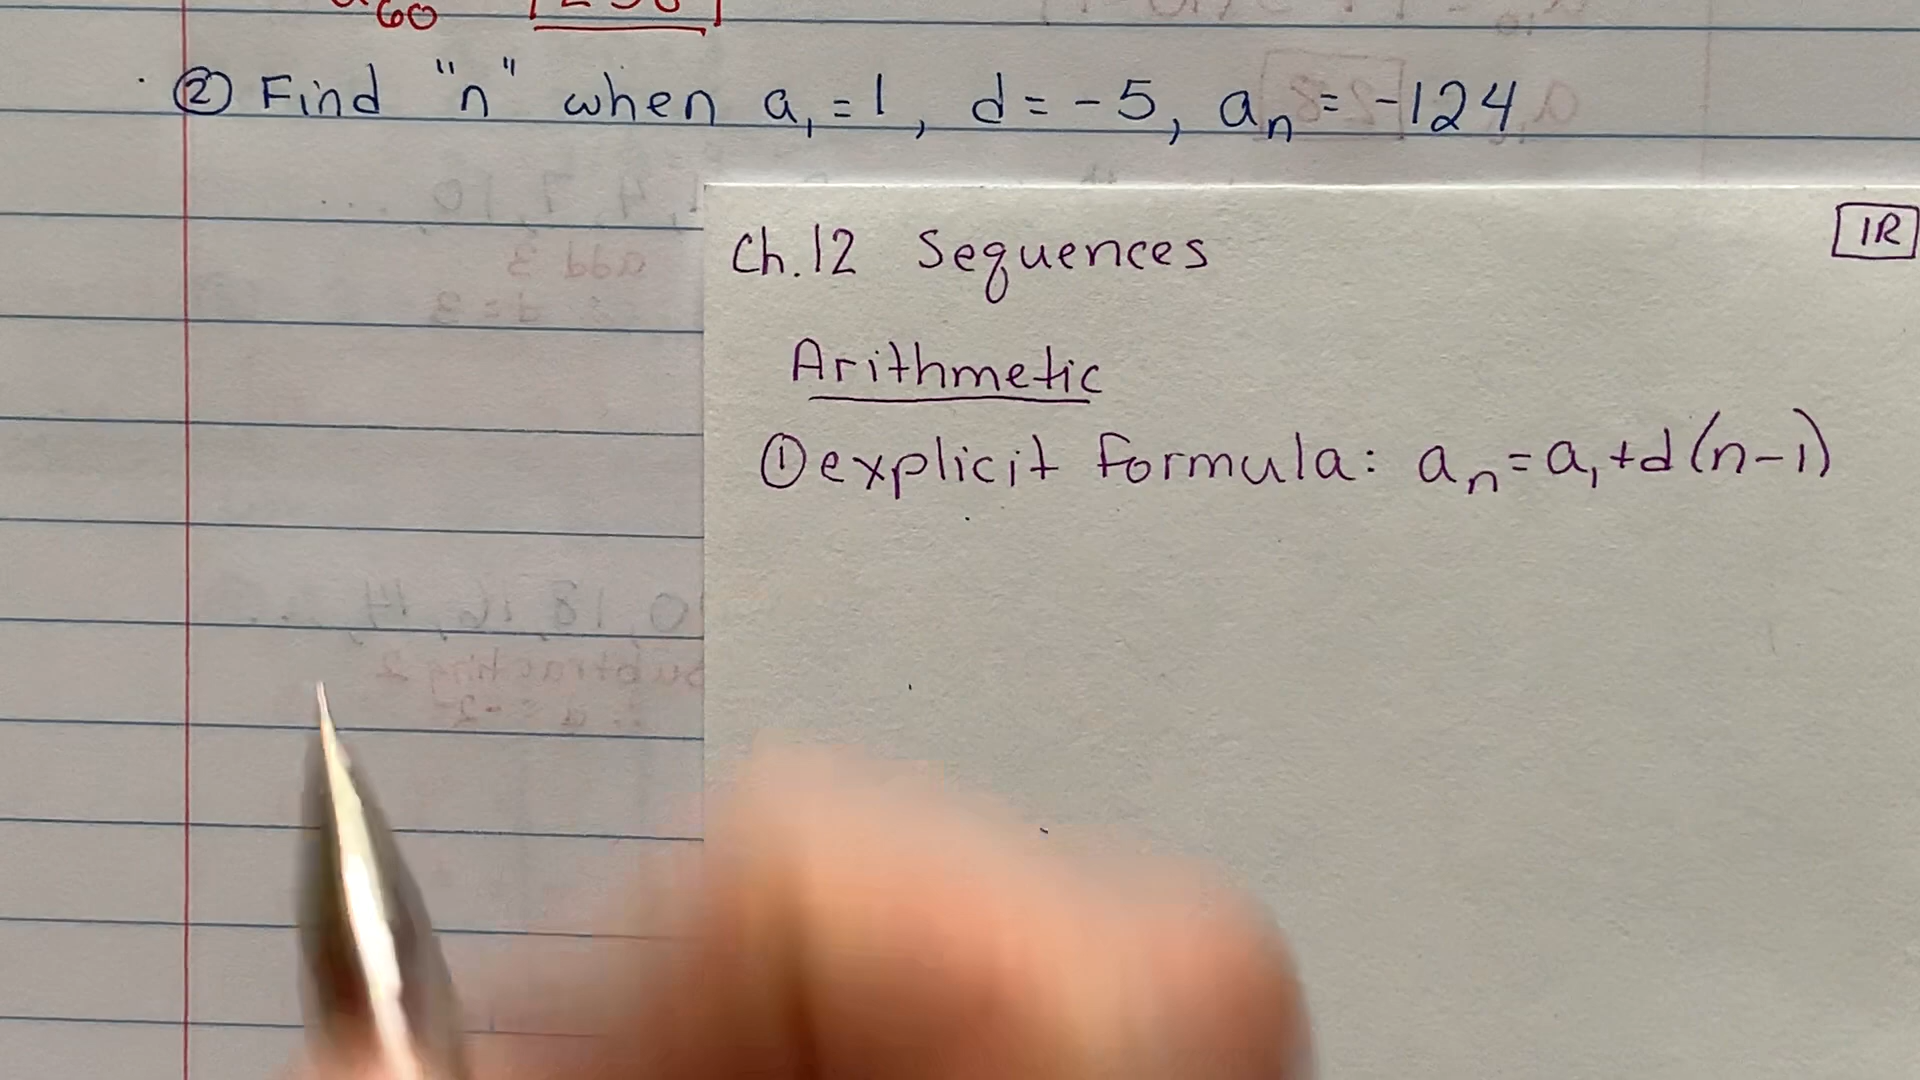 a₆₀
② Find "n" when a₁=1, d=-5, aₙ=-124
Ch.12 Sequences
1R
Arithmetic
① explicit formula: aₙ=a₁+d(n-1)